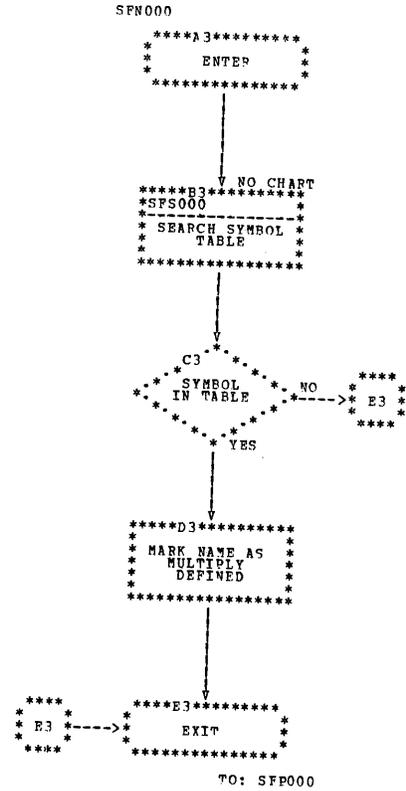 SFN000
A3
ENTER
NO CHART
B3
SFS000
SEARCH SYMBOL
TABLE
C3
SYMBOL
IN TABLE
NO
E3
YES
D3
MARK NAME AS
MULTIPLY
DEFINED
E3
E3
EXIT
TO: SFP000